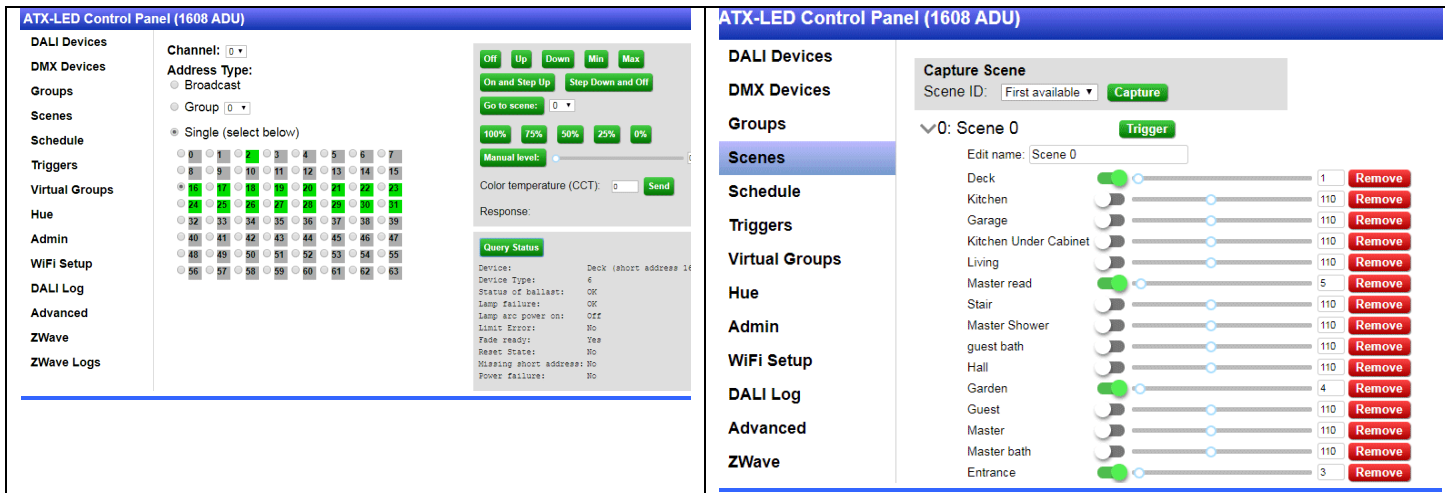 ATX-LED Control Panel (1608 ADU)
DALI Devices
DMX Devices
Groups
Scenes
Schedule
Triggers
Virtual Groups
Hue
Admin
WiFi Setup
DALI Log
Advanced
ZWave
ZWave Logs
Channel: 0
Address Type:
Broadcast
Group 0
Single (select below)
0 1 2 3 4 5 6 7
8 9 10 11 12 13 14 15
16 17 18 19 20 21 22 23
24 25 26 27 28 29 30 31
32 33 34 35 36 37 38 39
40 41 42 43 44 45 46 47
48 49 50 51 52 53 54 55
56 57 58 59 60 61 62 63
Off Up Down Min Max
On and Step Up Step Down and Off
Go to scene: 0
100% 75% 50% 25% 0%
Manual level:
Color temperature (CCT): 0 Send
Response:
Query Status
Device: Deck (short address 16
Device Type: 6
Status of ballast: OK
Lamp failure: OK
Lamp arc power on: Off
Limit Error: No
Fade ready: Yes
Reset State: No
Missing short address: No
Power failure: No
ATX-LED Control Panel (1608 ADU)
DALI Devices
DMX Devices
Groups
Scenes
Schedule
Triggers
Virtual Groups
Hue
Admin
WiFi Setup
DALI Log
Advanced
ZWave
Capture Scene
Scene ID: First available Capture
0: Scene 0 Trigger
Edit name: Scene 0
Deck 1 Remove
Kitchen 110 Remove
Garage 110 Remove
Kitchen Under Cabinet 110 Remove
Living 110 Remove
Master read 5 Remove
Stair 110 Remove
Master Shower 110 Remove
guest bath 110 Remove
Hall 110 Remove
Garden 4 Remove
Guest 110 Remove
Master 110 Remove
Master bath 110 Remove
Entrance 3 Remove